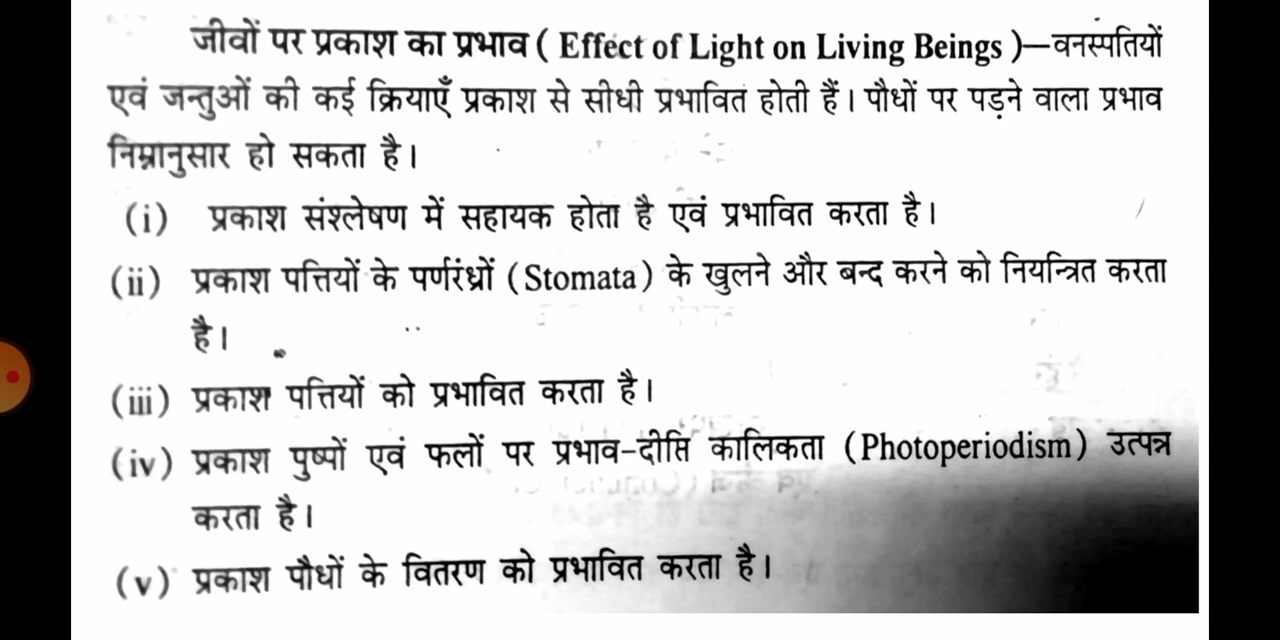 जीवों पर प्रकाश का प्रभाव ( Effect of Light on Living Beings )—वनस्पतियों
एवं जन्तुओं की कई क्रियाएँ प्रकाश से सीधी प्रभावित होती हैं। पौधों पर पड़ने वाला प्रभाव
निम्नानुसार हो सकता है।
(i) प्रकाश संश्लेषण में सहायक होता है एवं प्रभावित करता है।
(ii) प्रकाश पत्तियों के पर्णरंध्रों (Stomata) के खुलने और बन्द करने को नियन्त्रित करता
है।
(iii) प्रकाश पत्तियों को प्रभावित करता है।
(iv) प्रकाश पुष्पों एवं फलों पर प्रभाव-दीप्ति कालिकता (Photoperiodism) उत्पन्न
करता है।
(v) प्रकाश पौधों के वितरण को प्रभावित करता है।